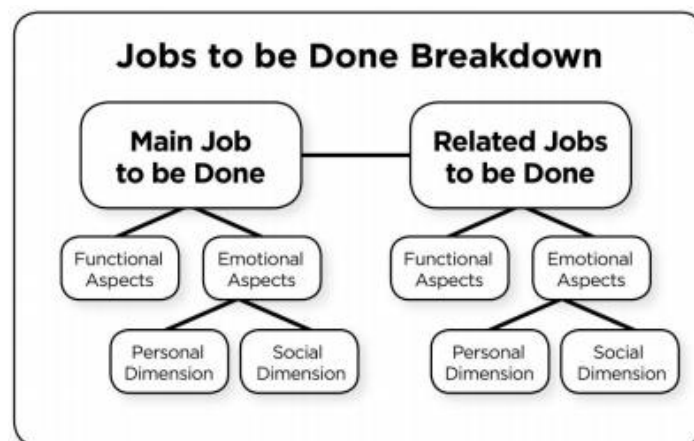 Jobs to be Done Breakdown
Main Job
to be Done
Related Jobs
to be Done
Functional
Aspects
Emotional
Aspects
Functional
Aspects
Emotional
Aspects
Personal
Dimension
Social
Dimension
Personal
Dimension
Social
Dimension